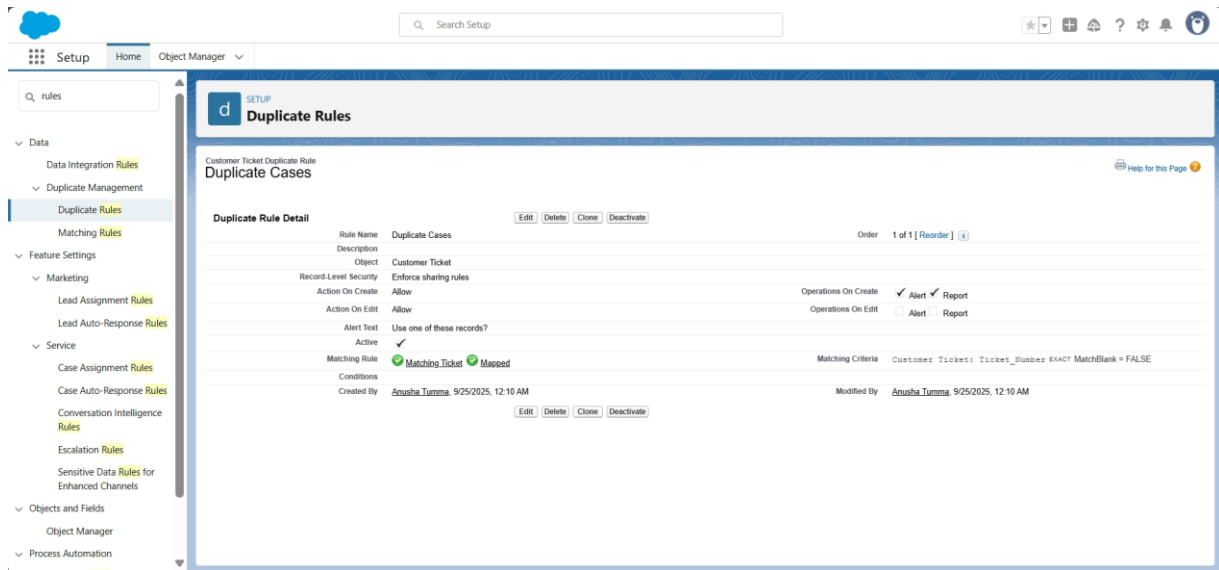 Search Setup
Setup Home Object Manager
rules
Data
Data Integration Rules
Duplicate Management
Duplicate Rules
Matching Rules
Feature Settings
Marketing
Lead Assignment Rules
Lead Auto-Response Rules
Service
Case Assignment Rules
Case Auto-Response Rules
Conversation Intelligence
Rules
Escalation Rules
Sensitive Data Rules for
Enhanced Channels
Objects and Fields
Object Manager
Process Automation
d
SETUP
Duplicate Rules
Customer Ticket Duplicate Rule
Duplicate Cases
Help for this Page ?
Duplicate Rule Detail Edit Delete Clone Deactivate
Rule Name Duplicate Cases Order 1 of 1 [ Reorder ] i
Description
Object Customer Ticket
Record-Level Security Enforce sharing rules
Action On Create Allow Operations On Create Alert Report
Action On Edit Allow Operations On Edit Alert Report
Alert Text Use one of these records?
Active
Matching Rule Matching Ticket Mapped Matching Criteria Customer Ticket: Ticket_Number EXACT MatchBlank = FALSE
Conditions
Created By Anusha Tumma, 9/25/2025, 12:10 AM Modified By Anusha Tumma, 9/25/2025, 12:10 AM
Edit Delete Clone Deactivate